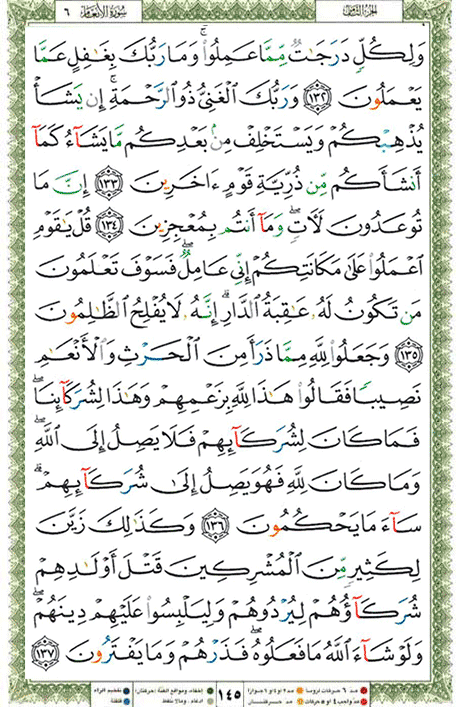 الجزء الثامن
سورة الأنعام ٦
وَلِكُلٍّ دَرَجَٰتٌ مِّمَّا عَمِلُوا۟ ۚ وَمَا رَبُّكَ بِغَٰفِلٍ عَمَّا
يَعْمَلُونَ ١٣٢ وَرَبُّكَ ٱلْغَنِىُّ ذُو ٱلرَّحْمَةِ ۚ إِن يَشَأْ
يُذْهِبْكُمْ وَيَسْتَخْلِفْ مِنۢ بَعْدِكُم مَّا يَشَآءُ كَمَآ
أَنشَأَكُم مِّن ذُرِّيَّةِ قَوْمٍ ءَاخَرِينَ ١٣٣ إِنَّ مَا
تُوعَدُونَ لَءَاتٍ ۖ وَمَآ أَنتُم بِمُعْجِزِينَ ١٣٤ قُلْ يَٰقَوْمِ
ٱعْمَلُوا۟ عَلَىٰ مَكَانَتِكُمْ إِنِّى عَامِلٌ ۖ فَسَوْفَ تَعْلَمُونَ
مَن تَكُونُ لَهُۥ عَٰقِبَةُ ٱلدَّارِ ۗ إِنَّهُۥ لَا يُفْلِحُ ٱلظَّٰلِمُونَ
١٣٥ وَجَعَلُوا۟ لِلَّهِ مِمَّا ذَرَأَ مِنَ ٱلْحَرْثِ وَٱلْأَنْعَٰمِ
نَصِيبًا فَقَالُوا۟ هَٰذَا لِلَّهِ بِزَعْمِهِمْ وَهَٰذَا لِشُرَكَآئِنَا ۖ
فَمَا كَانَ لِشُرَكَآئِهِمْ فَلَا يَصِلُ إِلَى ٱللَّهِ ۖ
وَمَا كَانَ لِلَّهِ فَهُوَ يَصِلُ إِلَىٰ شُرَكَآئِهِمْ ۗ
سَآءَ مَا يَحْكُمُونَ ١٣٦ وَكَذَٰلِكَ زَيَّنَ
لِكَثِيرٍ مِّنَ ٱلْمُشْرِكِينَ قَتْلَ أَوْلَٰدِهِمْ
شُرَكَآؤُهُمْ لِيُرْدُوهُمْ وَلِيَلْبِسُوا۟ عَلَيْهِمْ دِينَهُمْ ۖ
وَلَوْ شَآءَ ٱللَّهُ مَا فَعَلُوهُ ۖ فَذَرْهُمْ وَمَا يَفْتَرُونَ ١٣٧
١٤٥